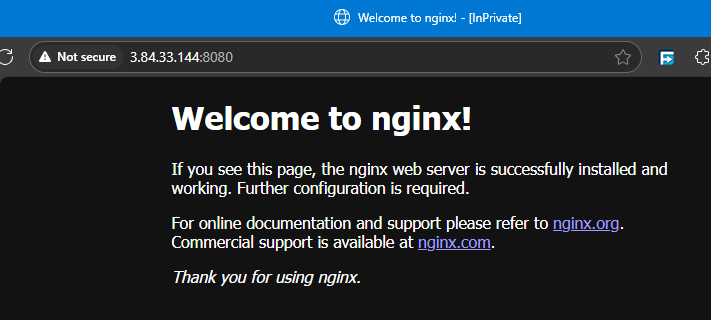 Welcome to nginx! - [InPrivate]
Not secure 3.84.33.144:8080
Welcome to nginx!
If you see this page, the nginx web server is successfully installed and
working. Further configuration is required.
For online documentation and support please refer to nginx.org.
Commercial support is available at nginx.com.
Thank you for using nginx.